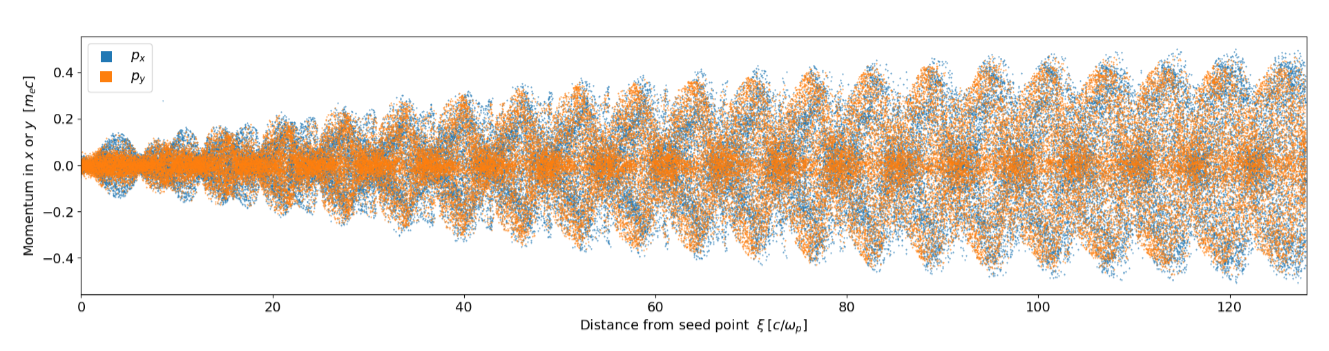 p_x
p_y
Momentum in x or y [m_e c]
0.4
0.2
0.0
−0.2
−0.4
0 20 40 60 80 100 120
Distance from seed point ξ [c/ω_p]